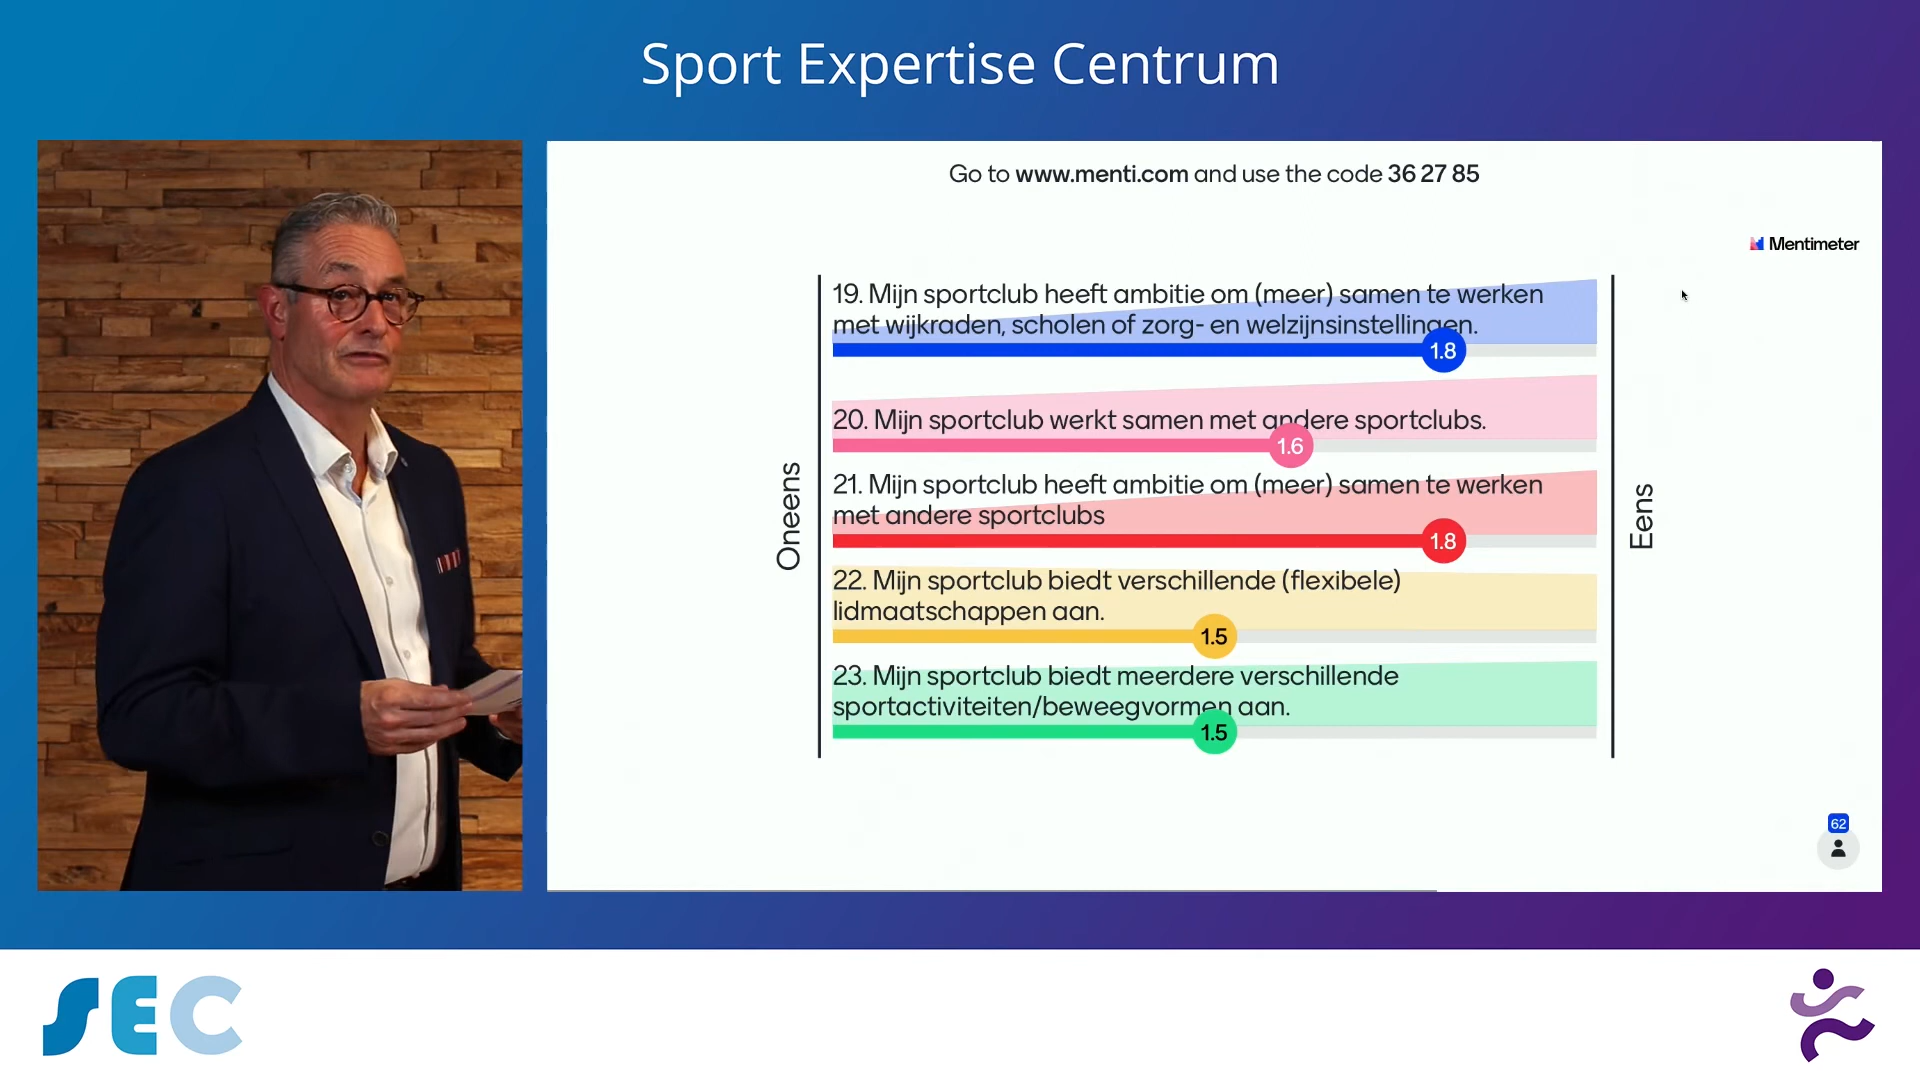 Sport Expertise Centrum
Go to www.menti.com and use the code 36 27 85
Mentimeter
19. Mijn sportclub heeft ambitie om (meer) samen te werken
met wijkraden, scholen of zorg- en welzijnsinstellingen.
1.8
20. Mijn sportclub werkt samen met andere sportclubs.
1.6
21. Mijn sportclub heeft ambitie om (meer) samen te werken
met andere sportclubs
1.8
22. Mijn sportclub biedt verschillende (flexibele)
lidmaatschappen aan.
1.5
23. Mijn sportclub biedt meerdere verschillende
sportactiviteiten/beweegvormen aan.
1.5
Oneens
Eens
62
SEC